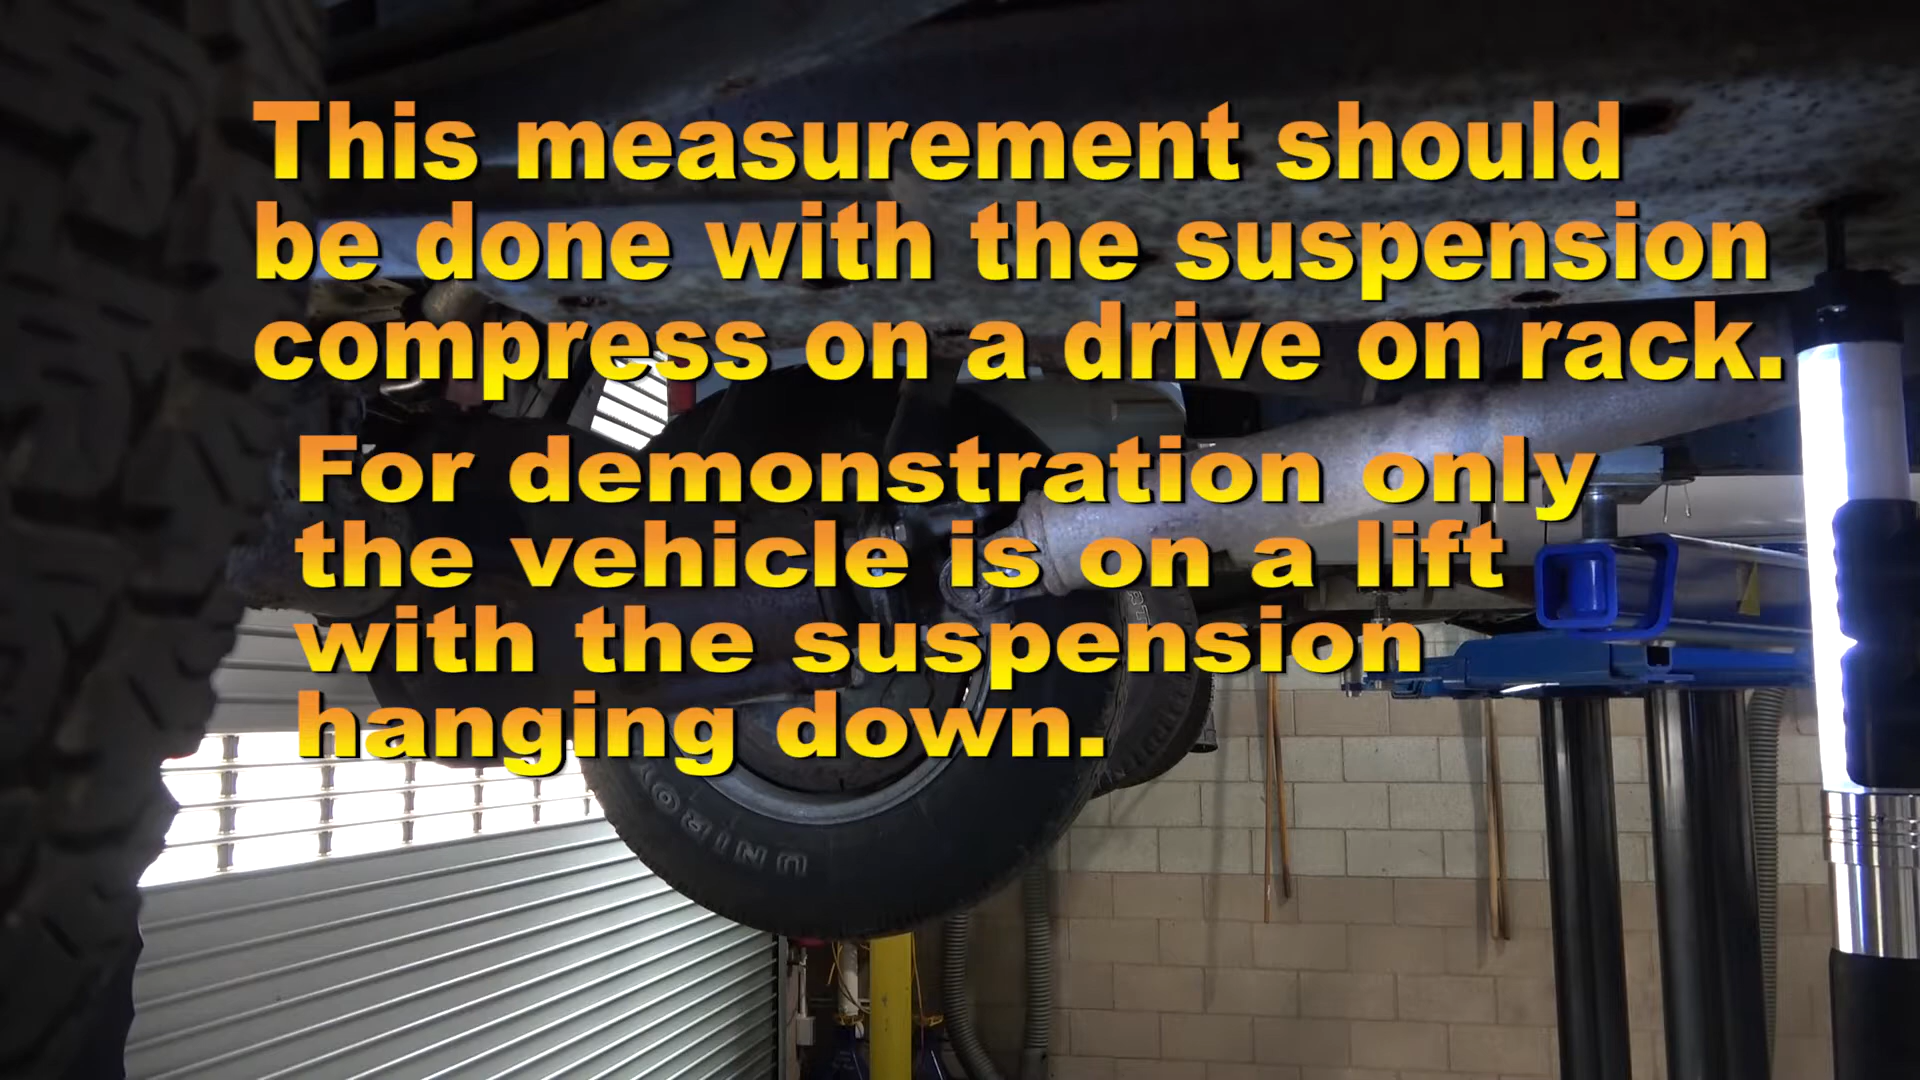 This measurement should
be done with the suspension
compress on a drive on rack.
For demonstration only
the vehicle is on a lift
with the suspension
hanging down.
UNIRO